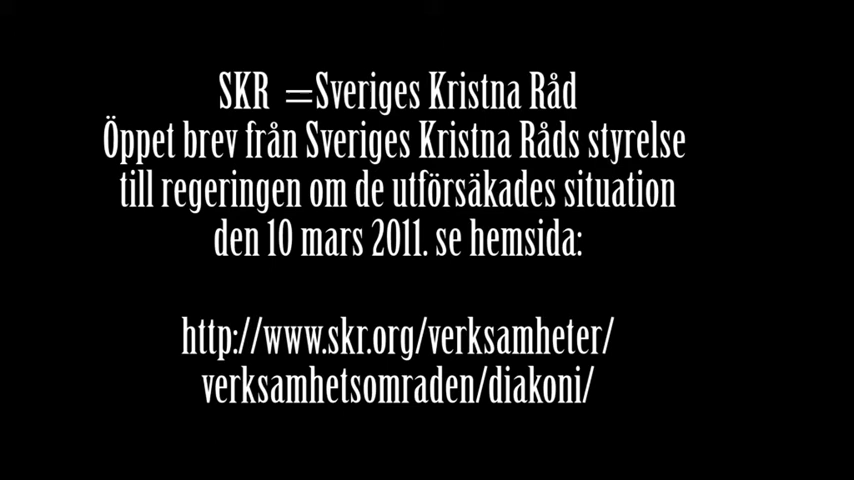 SKR =Sveriges Kristna Råd
Öppet brev från Sveriges Kristna Råds styrelse
till regeringen om de utförsäkades situation
den 10 mars 2011. se hemsida:
http://www.skr.org/verksamheter/
verksamhetsomraden/diakoni/